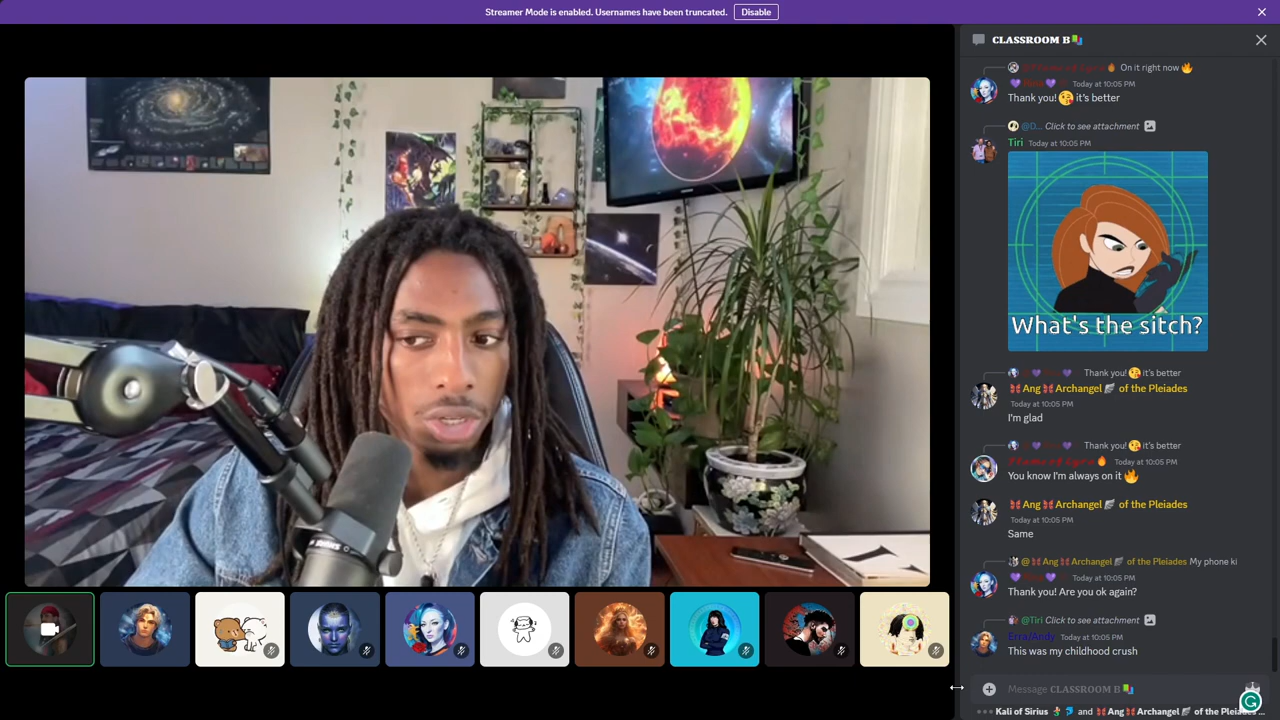 Streamer Mode is enabled. Usernames have been truncated. Disable
CLASSROOM B
On it right now
Today at 10:05 PM
Thank you! it's better
@D... Click to see attachment
Tiri Today at 10:05 PM
What's the sitch?
Thank you! it's better
Ang Archangel of the Pleiades
Today at 10:05 PM
I'm glad
Thank you! it's better
Today at 10:05 PM
You know I'm always on it
Ang Archangel of the Pleiades
Today at 10:05 PM
Same
@ Ang Archangel of the Pleiades My phone ki
Today at 10:05 PM
Thank you! Are you ok again?
@Tiri Click to see attachment
Erra/Andy Today at 10:05 PM
This was my childhood crush
Message CLASSROOM B
Kali of Sirius and Ang Archangel of the Pleiades ...